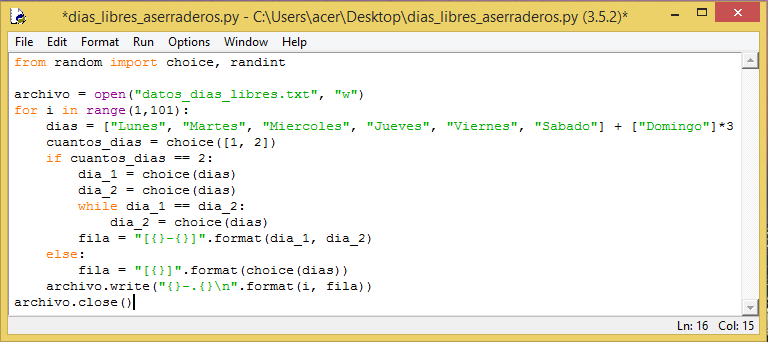 *dias_libres_aserraderos.py - C:\Users\acer\Desktop\dias_libres_aserraderos.py (3.5.2)*
File Edit Format Run Options Window Help
from random import choice, randint

archivo = open("datos_dias_libres.txt", "w")
for i in range(1,101):
    dias = ["Lunes", "Martes", "Miercoles", "Jueves", "Viernes", "Sabado"] + ["Domingo"]*3
    cuantos_dias = choice([1, 2])
    if cuantos_dias == 2:
        dia_1 = choice(dias)
        dia_2 = choice(dias)
        while dia_1 == dia_2:
            dia_2 = choice(dias)
        fila = "[{}-{}]".format(dia_1, dia_2)
    else:
        fila = "[{}]".format(choice(dias))
    archivo.write("{}-.{}\n".format(i, fila))
archivo.close()
Ln: 16 Col: 15